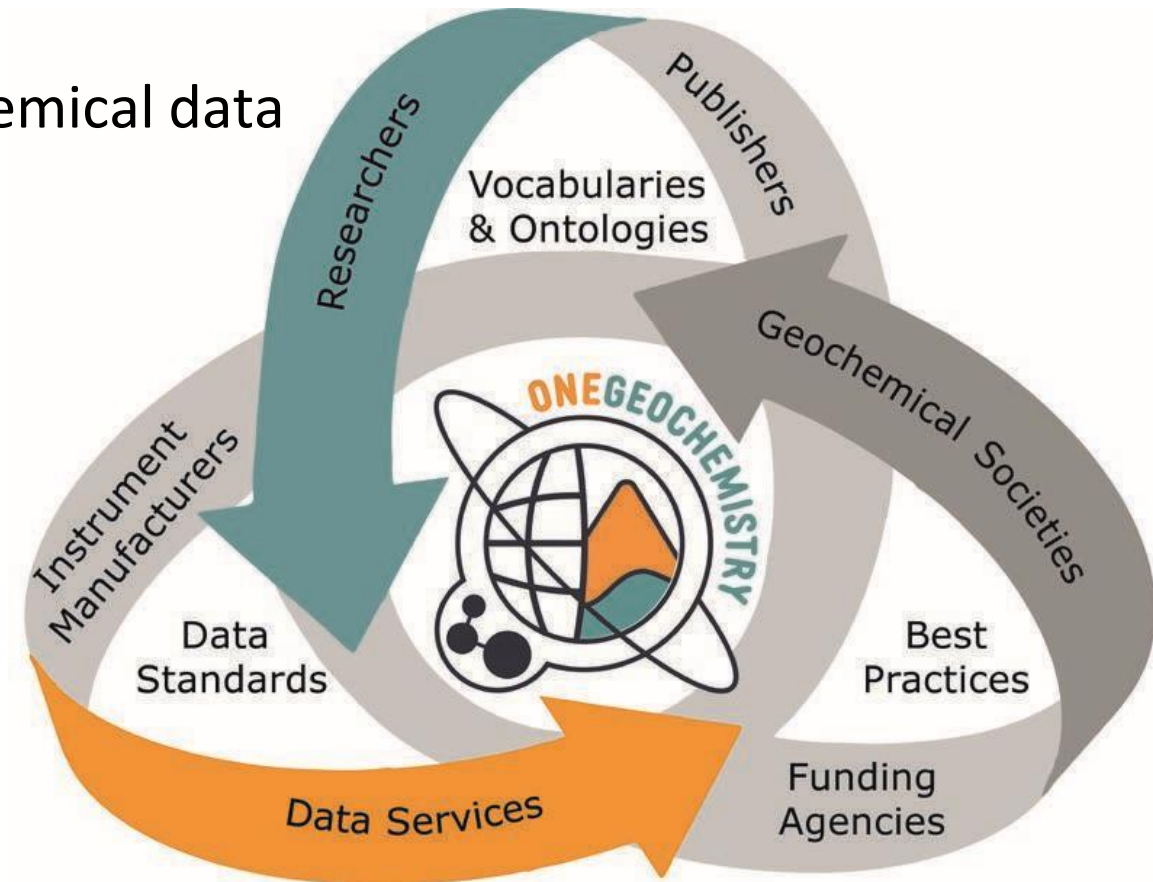 emical data
Publishers
Researchers
Vocabularies
& Ontologies
Geochemical Societies
ONEGEOCHEMISTRY
Instrument
Manufacturers
Data
Standards
Best
Practices
Funding
Agencies
Data Services